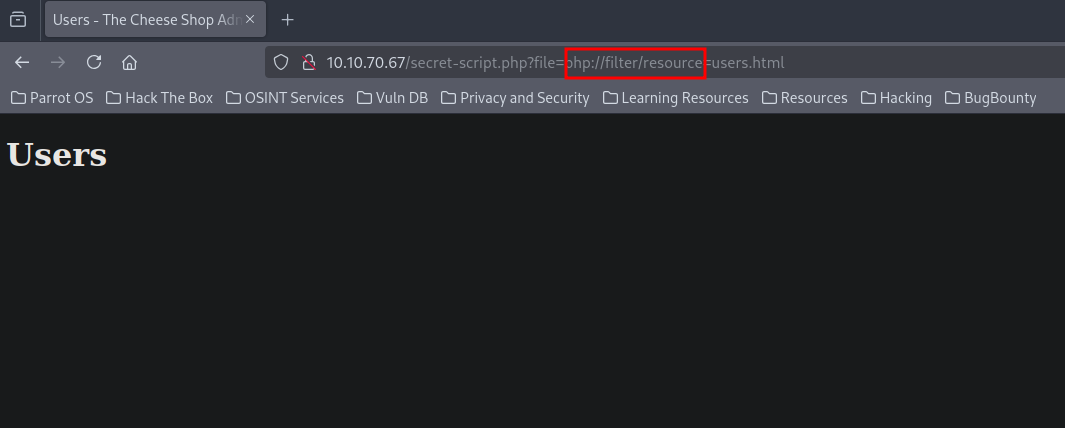 Users - The Cheese Shop Adm
10.10.70.67/secret-script.php?file=php://filter/resource=users.html
Parrot OS Hack The Box OSINT Services Vuln DB Privacy and Security Learning Resources Resources Hacking BugBounty
Users